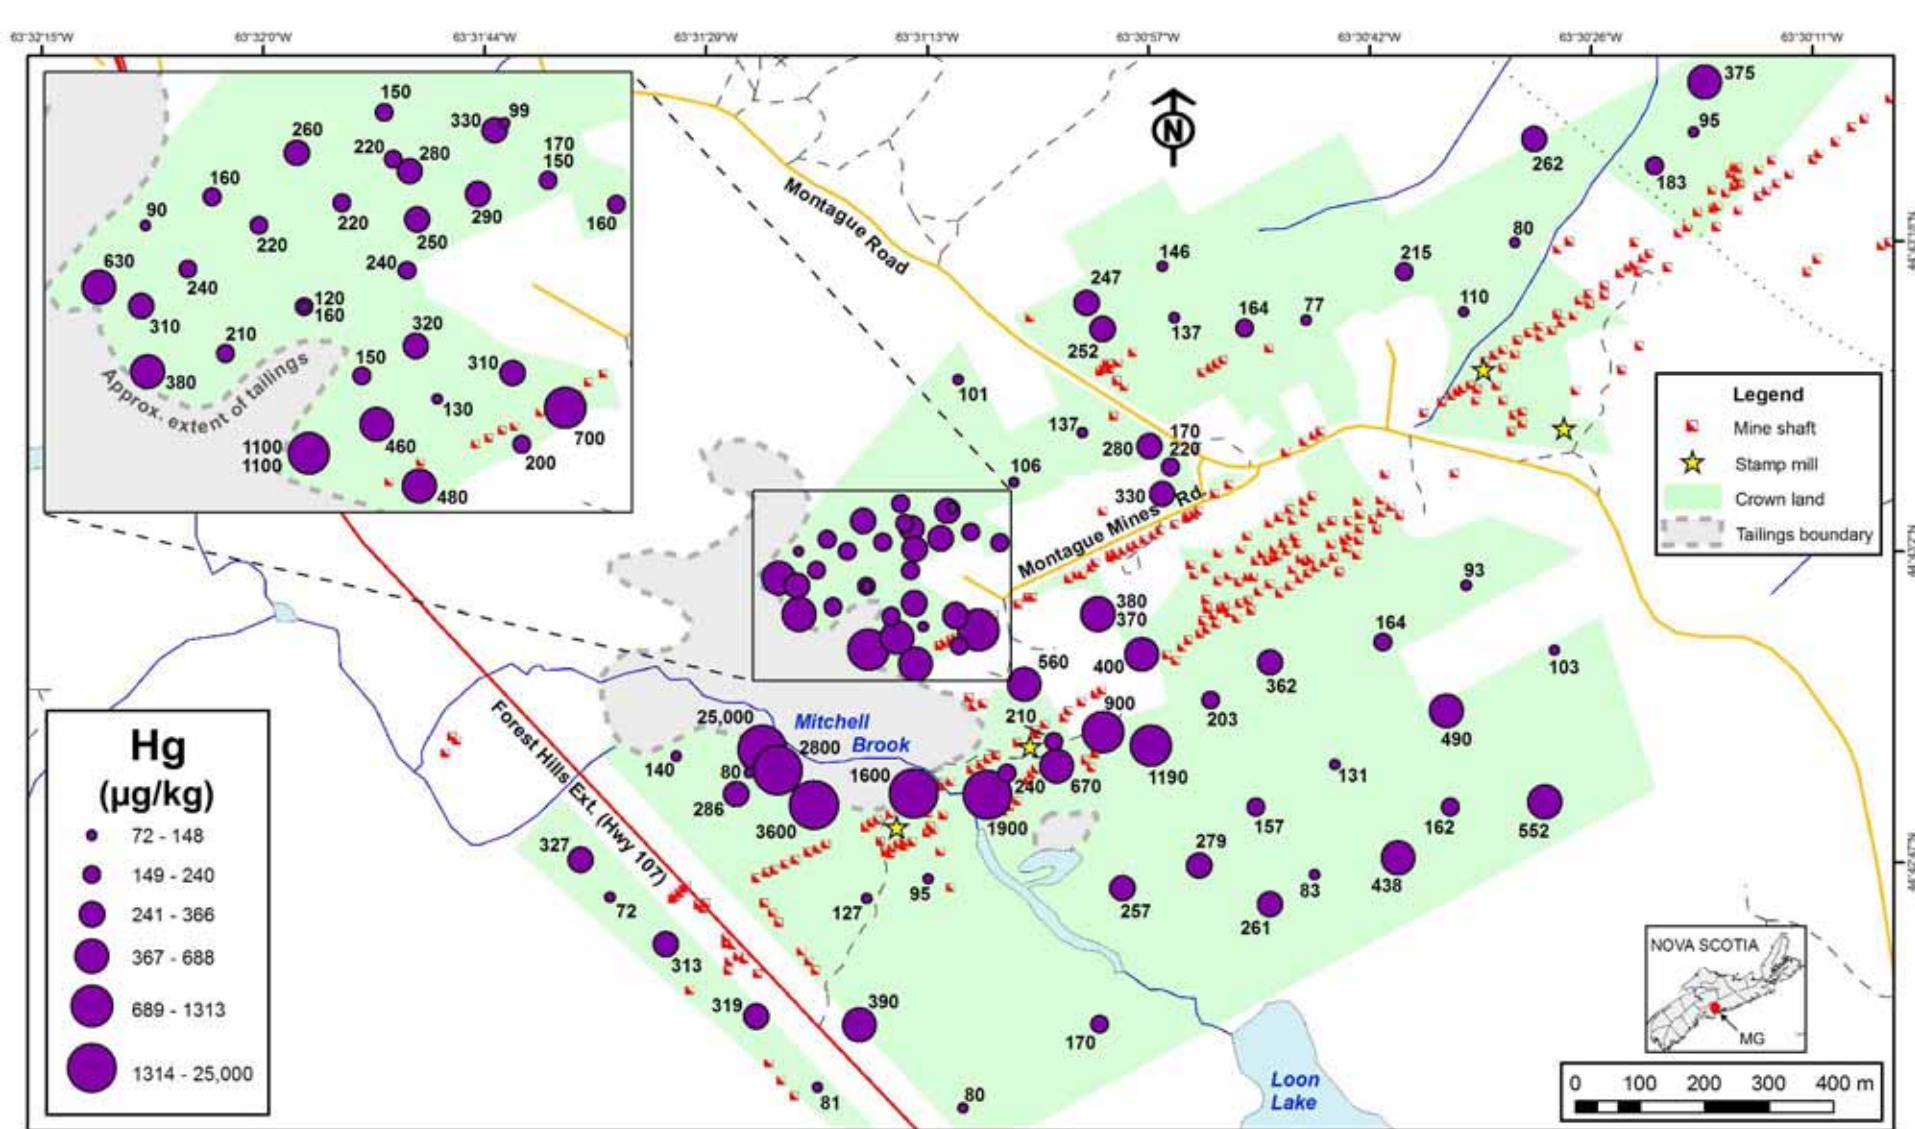 63°32'15"W 63°32'0"W 63°31'44"W 63°31'29"W 63°31'13"W 63°30'57"W 63°30'42"W 63°30'26"W 63°30'11"W
150
330 99
260
220 280
170
150
160
220
290
160
90
220
250
240
630
240
310
120
160
320
210
150
310
380
130
Approx. extent of tailings
460
700
1100
1100
200
480
375
95
262
183
Montague Road
N
80
146
215
247
110
137 164 77
252
44°43'18"N
101
137
280 170
220
106
330
Montague Mines Rd
Legend
Mine shaft
Stamp mill
Crown land
Tailings boundary
44°43'2"N
93
380
370
164
103
400
560
362
203
210 900
490
25,000
Mitchell
Brook
2800
140
80
286
1600
3600
240 670 1190
1900
131
157 162 552
Forest Hills Ext. (Hwy 107)
327
72
127
95
279
257
83
438
261
44°42'47"N
313
319
390
170
81
80
Loon
Lake
Hg
(µg/kg)
72 - 148
149 - 240
241 - 366
367 - 688
689 - 1313
1314 - 25,000
NOVA SCOTIA
MG
0 100 200 300 400 m